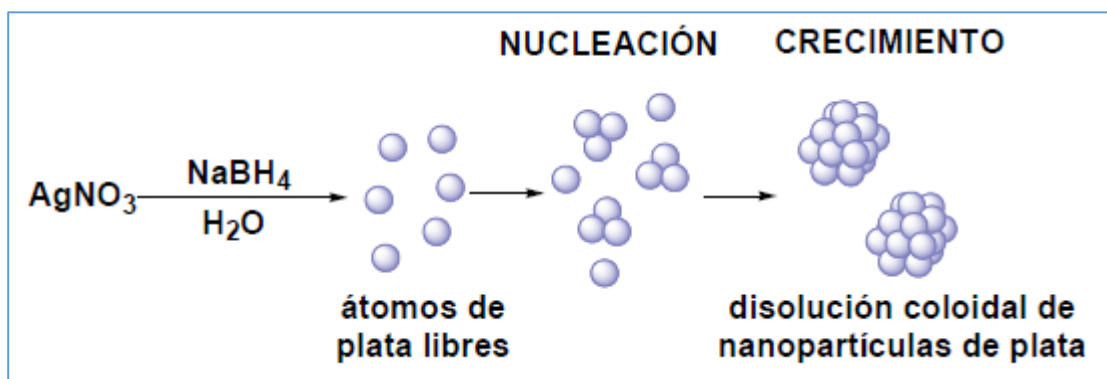 NUCLEACIÓN
CRECIMIENTO
AgNO₃
NaBH₄
H₂O
átomos de
plata libres
disolución coloidal de
nanopartículas de plata